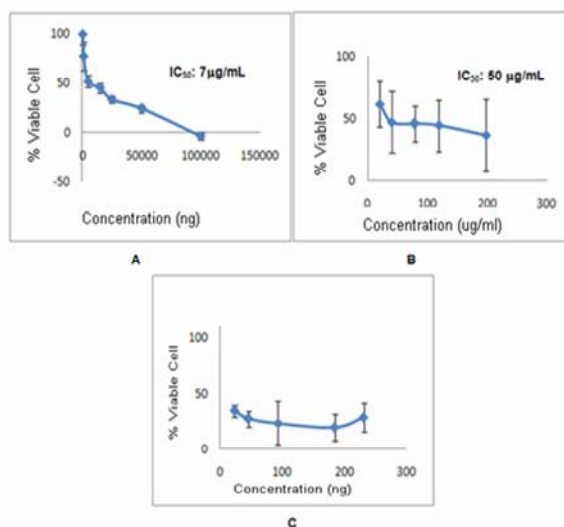 100
50
0
-50
0
50000
100000
150000
% Viable Cell
Concentration (ng)
IC₅₀: 7µg/mL
A
100
50
0
0
100
200
300
% Viable Cell
Concentration (ug/ml)
IC₅₀: 50 µg/mL
B
100
50
0
0
100
200
300
% Viable Cell
Concentration (ng)
C